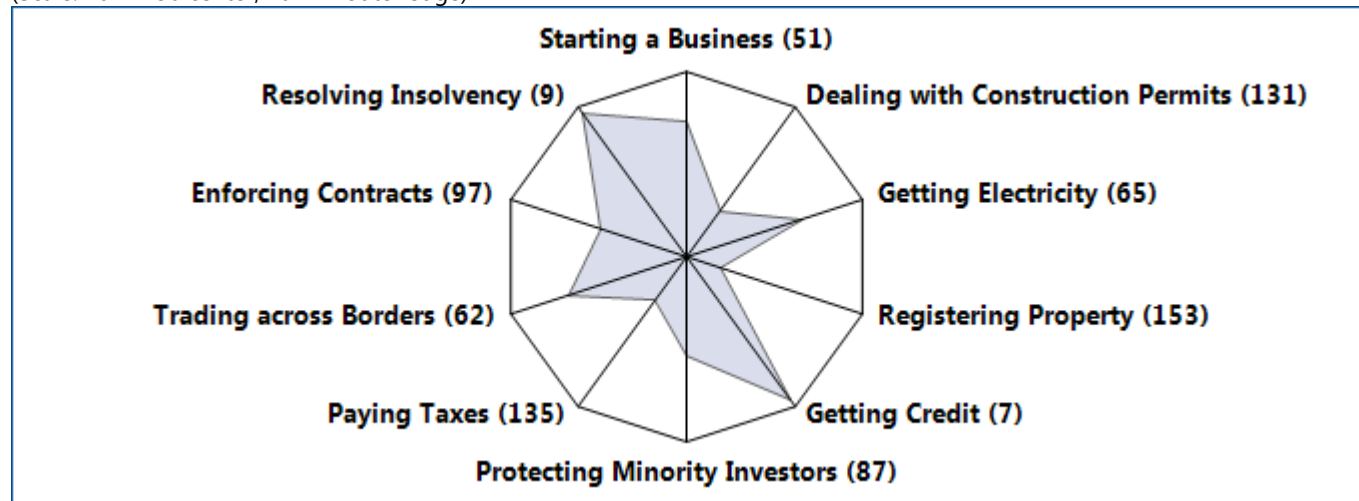 Starting a Business (51)
Resolving Insolvency (9)
Dealing with Construction Permits (131)
Enforcing Contracts (97)
Getting Electricity (65)
Trading across Borders (62)
Registering Property (153)
Paying Taxes (135)
Getting Credit (7)
Protecting Minority Investors (87)